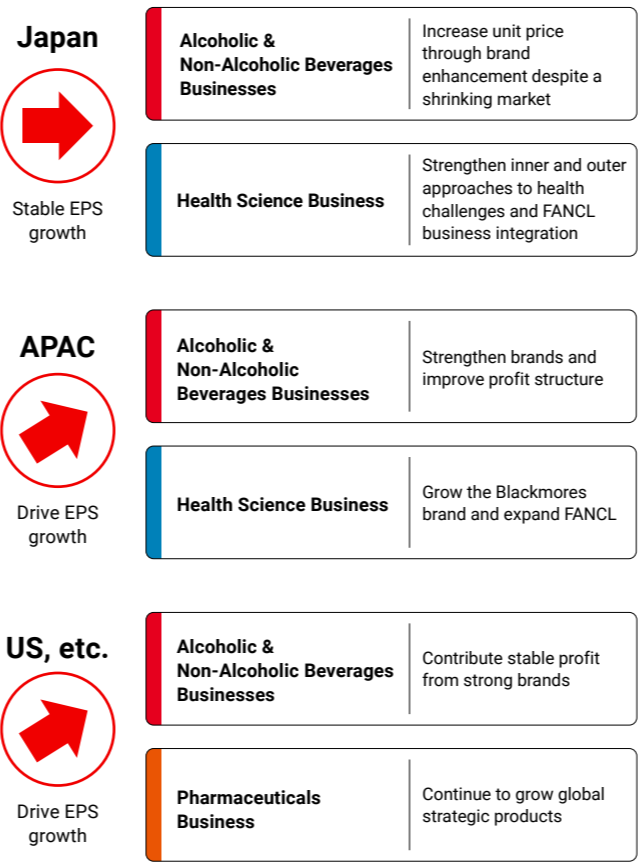 Japan
Stable EPS
growth
Alcoholic &
Non-Alcoholic Beverages
Businesses
Increase unit price
through brand
enhancement despite a
shrinking market
Health Science Business
Strengthen inner and outer
approaches to health
challenges and FANCL
business integration
APAC
Drive EPS
growth
Alcoholic &
Non-Alcoholic
Beverages Businesses
Strengthen brands and
improve profit structure
Health Science Business
Grow the Blackmores
brand and expand FANCL
US, etc.
Drive EPS
growth
Alcoholic &
Non-Alcoholic Beverages
Businesses
Contribute stable profit
from strong brands
Pharmaceuticals
Business
Continue to grow global
strategic products